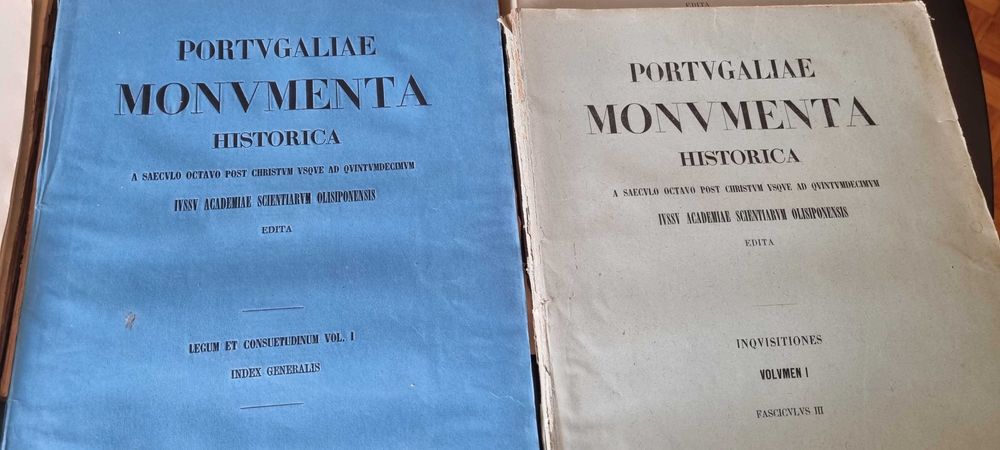 PORTVGALIAE
MONVMENTA
HISTORICA
A SAECVLO OCTAVO POST CHRISTVM VSQVE AD QVINTVMDECIMVM
IVSSV ACADEMIAE SCIENTIARVM OLISIPONENSIS
EDITA
LEGUM ET CONSUETUDINUM VOL. I
INDEX GENERALIS
EDITA
PORTVGALIAE
MONVMENTA
HISTORICA
A SAECVLO OCTAVO POST CHRISTVM VSQVE AD QVINTVMDECIMVM
IVSSV ACADEMIAE SCIENTIARVM OLISIPONENSIS
EDITA
INQVISITIONES
VOLVMEN I
FASCICVLVS III